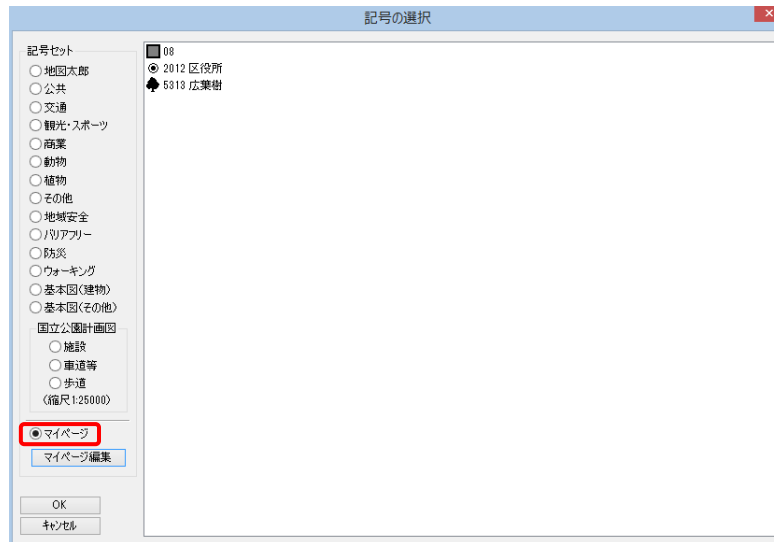 記号の選択
記号セット
地図太郎
公共
交通
観光・スポーツ
商業
動物
植物
その他
地域安全
バリアフリー
防災
ウォーキング
基本図(建物)
基本図(その他)
国立公園計画図
施設
車道等
歩道
(縮尺1:25000)
マイページ
マイページ編集
OK
キャンセル
08
2012 区役所
5313 広葉樹